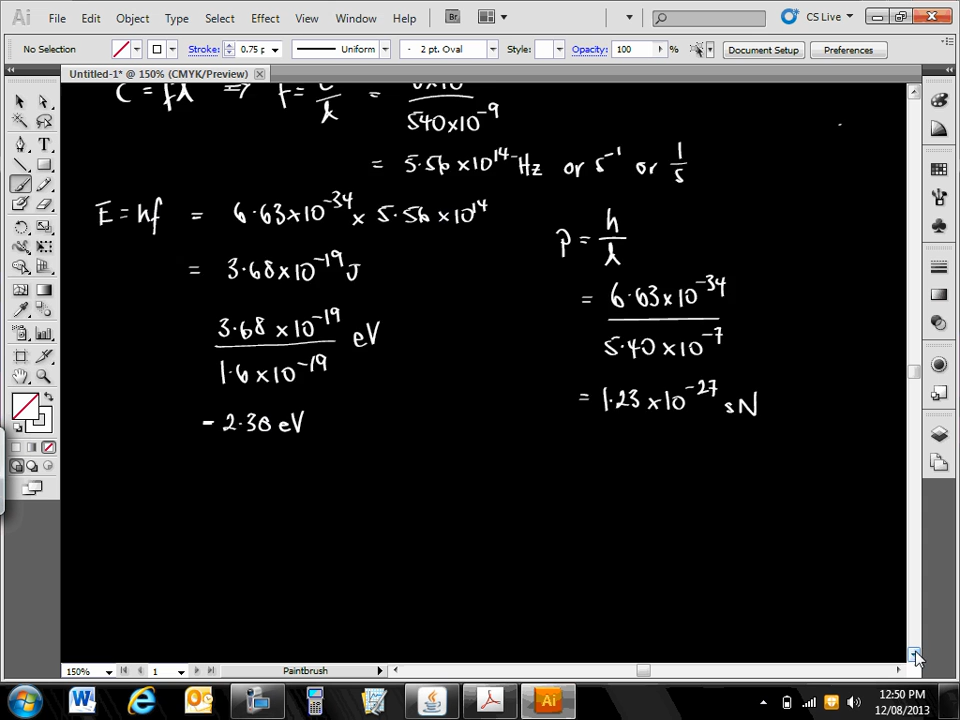 Ai File Edit Object Type Select Effect View Window Help Br CS Live
No Selection Stroke: 0.75 p Uniform 2 pt. Oval Style: Opacity: 100 % Document Setup Preferences
Untitled-1* @ 150% (CMYK/Preview)
C = fλ ⇒ f = c/λ =
540×10⁻⁹
= 5.56 ×10¹⁴ Hz or s⁻¹ or 1/s
E = hf = 6.63×10⁻³⁴ × 5.56 × 10¹⁴
= 3.68×10⁻¹⁹ J
3.68 ×10⁻¹⁹
1.6 ×10⁻¹⁹
eV
= 2.30 eV
p = h/λ
= 6.63×10⁻³⁴
5.40 ×10⁻⁷
= 1.23 ×10⁻²⁷ sN
150% 1 Paintbrush
W Ai
12:50 PM
12/08/2013